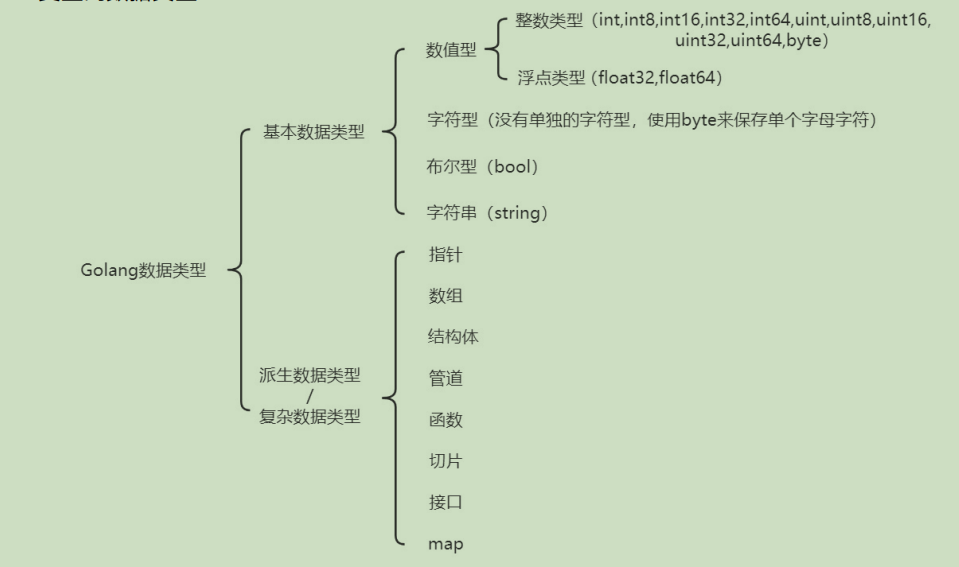 整数类型（int,int8,int16,int32,int64,uint,uint8,uint16,
uint32,uint64,byte）
数值型
浮点类型（float32,float64）
基本数据类型
字符型（没有单独的字符型，使用byte来保存单个字母字符）
布尔型（bool）
字符串（string）
Golang数据类型
派生数据类型
/
复杂数据类型
指针
数组
结构体
管道
函数
切片
接口
map